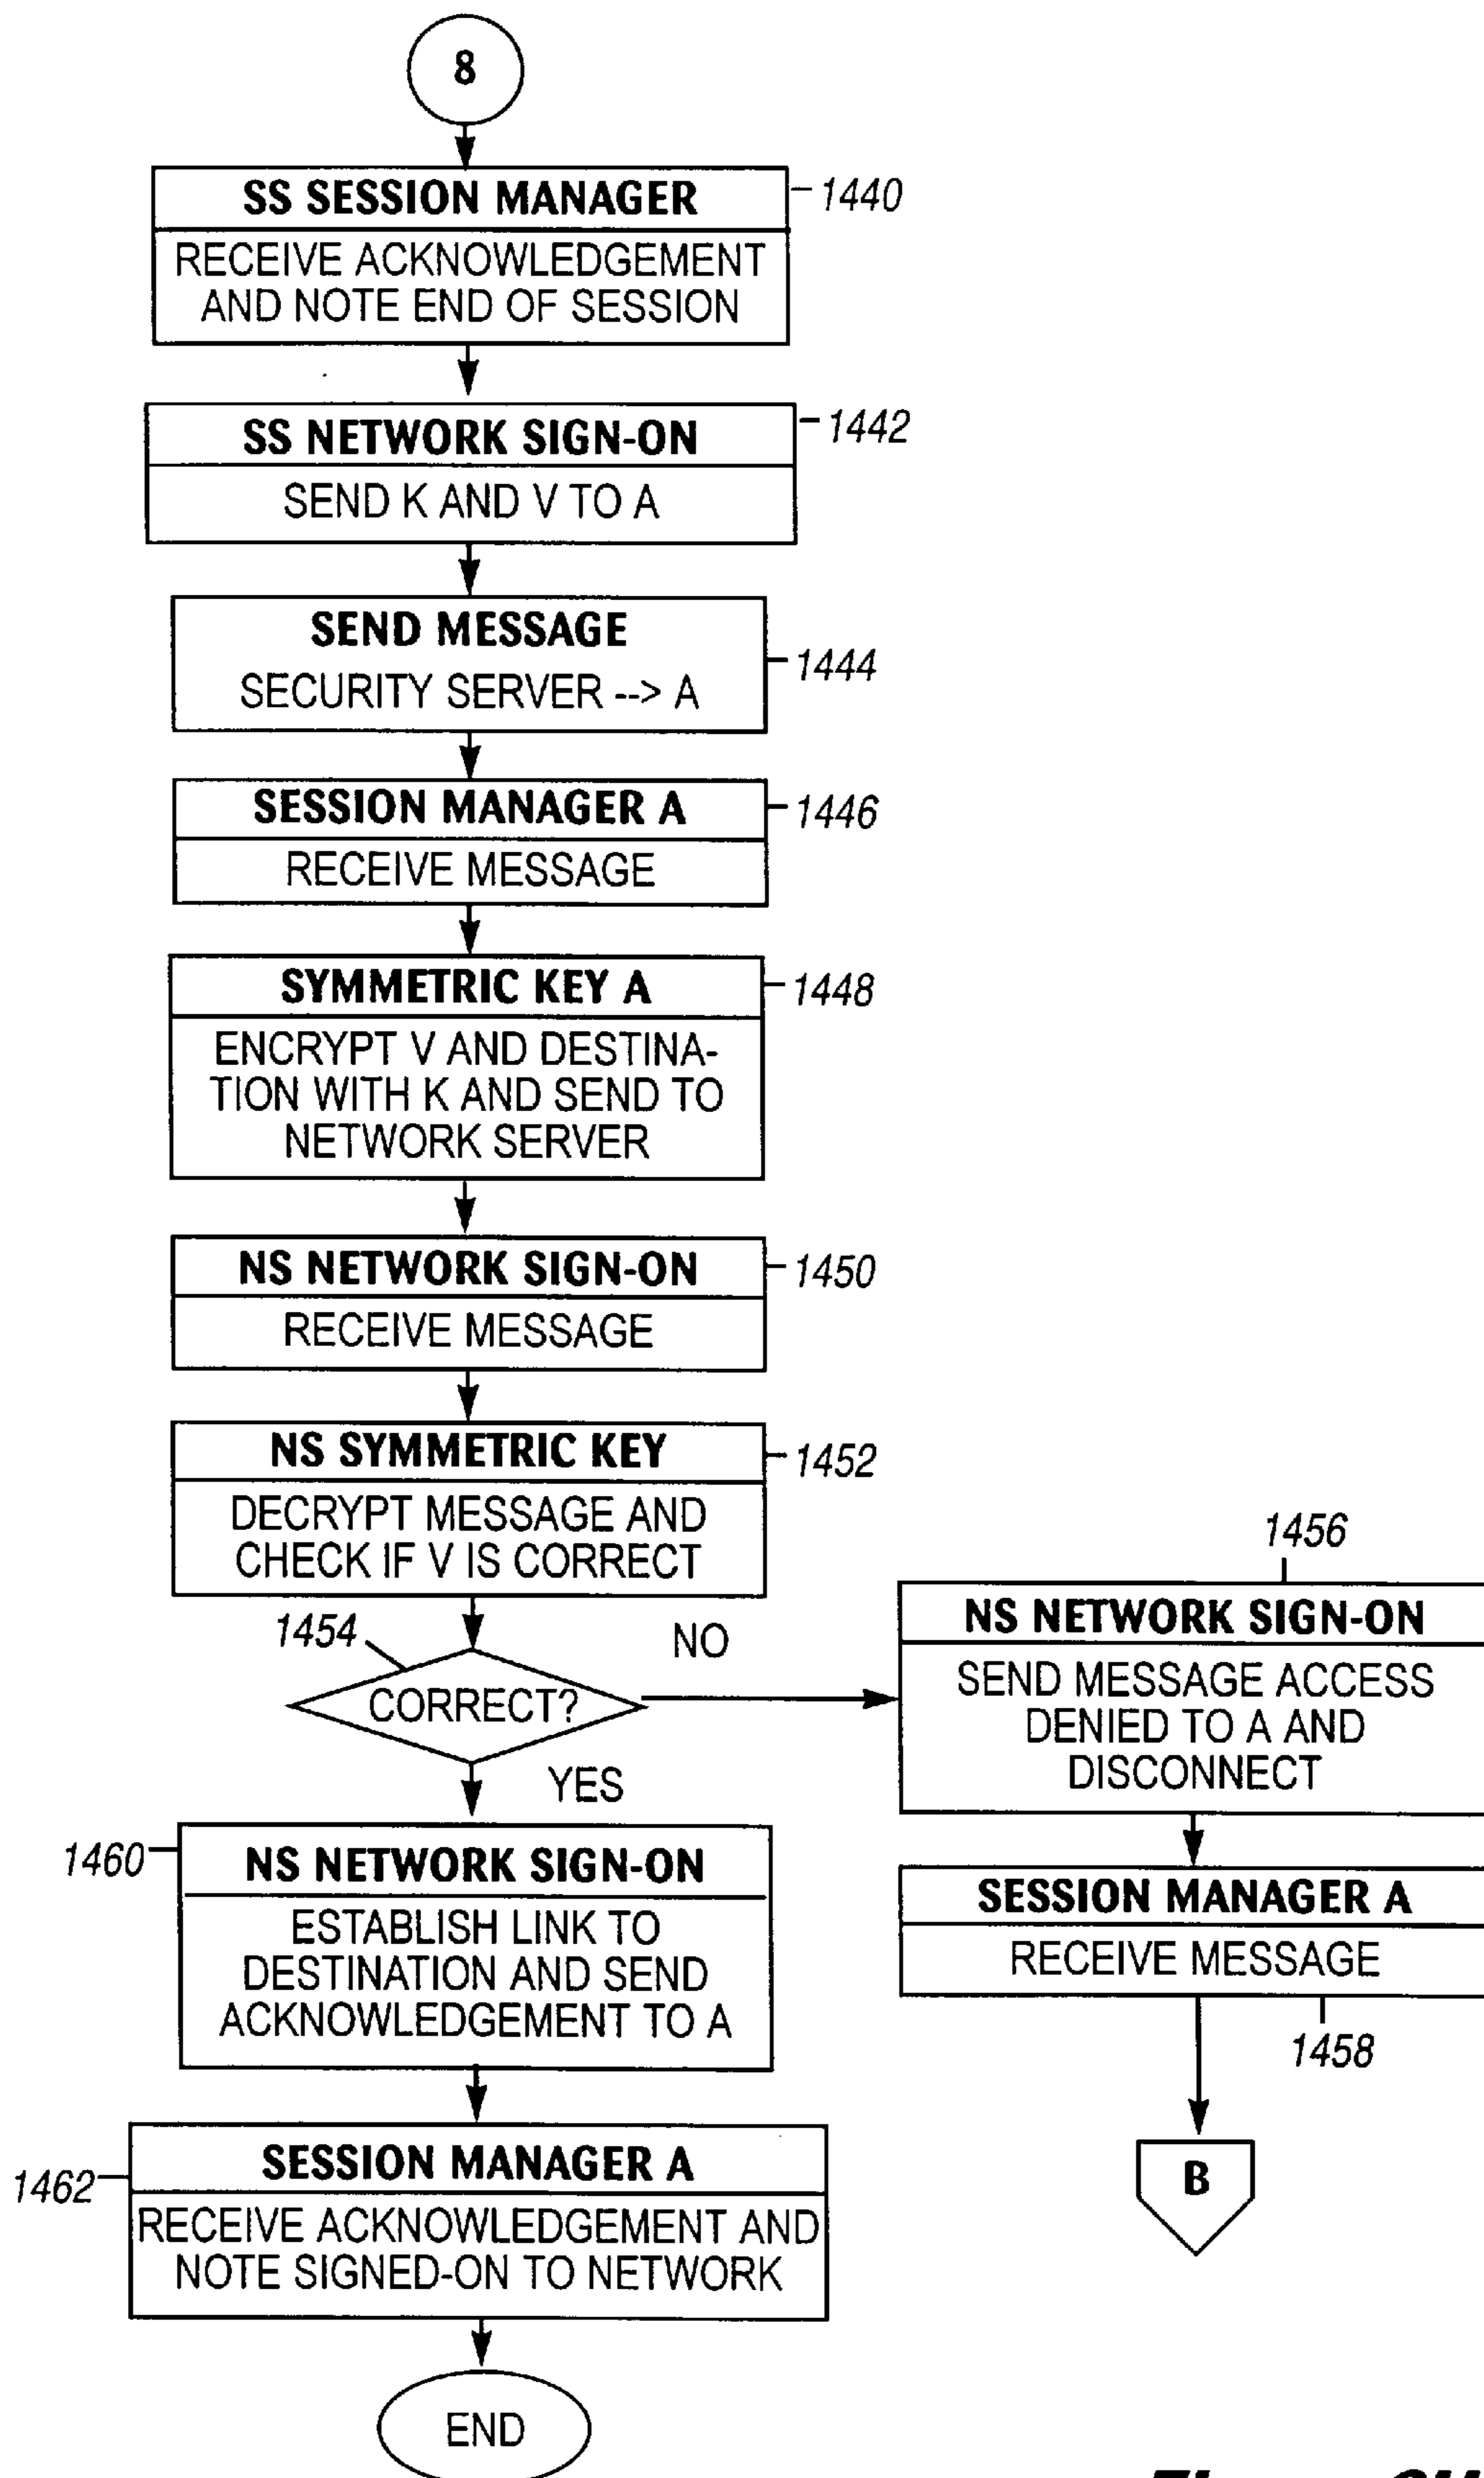 8
SS SESSION MANAGER
1440
RECEIVE ACKNOWLEDGEMENT
AND NOTE END OF SESSION
SS NETWORK SIGN-ON
1442
SEND K AND V TO A
SEND MESSAGE
1444
SECURITY SERVER --> A
SESSION MANAGER A
1446
RECEIVE MESSAGE
SYMMETRIC KEY A
1448
ENCRYPT V AND DESTINA-
TION WITH K AND SEND TO
NETWORK SERVER
NS NETWORK SIGN-ON
1450
RECEIVE MESSAGE
NS SYMMETRIC KEY
1452
DECRYPT MESSAGE AND
CHECK IF V IS CORRECT
1454
CORRECT?
NO
YES
1456
NS NETWORK SIGN-ON
SEND MESSAGE ACCESS
DENIED TO A AND
DISCONNECT
SESSION MANAGER A
RECEIVE MESSAGE
1458
B
1460
NS NETWORK SIGN-ON
ESTABLISH LINK TO
DESTINATION AND SEND
ACKNOWLEDGEMENT TO A
1462
SESSION MANAGER A
RECEIVE ACKNOWLEDGEMENT AND
NOTE SIGNED-ON TO NETWORK
END